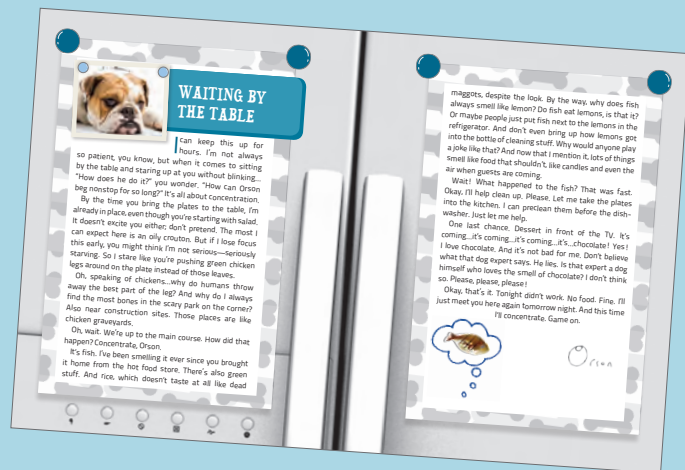 WAITING BY
THE TABLE
I can keep this up for
hours. I'm not always
so patient, you know, but when it comes to sitting
by the table and staring up at you without blinking...
"How does he do it?" you wonder. "How can Orson
beg nonstop for so long?" It's all about concentration.
By the time you bring the plates to the table, I'm
already in place, even though you're starting with salad.
It doesn't excite you either, don't pretend. The most I
can expect here is an oily crouton. But if I lose focus
this early, you might think I'm not serious—seriously
starving. So I stare like you're pushing green chicken
legs around on the plate instead of those leaves.
Oh, speaking of chicken...why do humans throw
away the best part of the leg? And why do I always
find the most bones in the scary park on the corner?
Also near construction sites. Those places are like
chicken graveyards.
Oh, wait. We're up to the main course. How did that
happen? Concentrate, Orson.
It's fish. I've been smelling it ever since you brought
it home from the hot food store. There's also green
stuff. And rice, which doesn't taste at all like dead
maggots, despite the look. By the way, why does fish
always smell like lemon? Do fish eat lemons, is that it?
Or maybe people just put fish next to the lemons in the
refrigerator. And don't even bring up how lemons got
into the bottle of cleaning stuff. Why would anyone play
a joke like that? And now that I mention it, lots of things
smell like food that shouldn't, like candles and even the
air when guests are coming.
Wait! What happened to the fish? That was fast.
Okay, I'll help clean up. Please. Let me take the plates
into the kitchen. I can preclean them before the dish-
washer. Just let me help.
One last chance. Dessert in front of the TV. It's
coming...it's coming...it's coming...it's...chocolate! Yes!
I love chocolate. And it's not bad for me. Don't believe
what that dog expert says. He lies. Is that expert a dog
himself who loves the smell of chocolate? I don't think
so. Please, please, please!
Okay, that's it. Tonight didn't work. No food. Fine. I'll
just meet you here again tomorrow night. And this time
I'll concentrate. Game on.
Orson